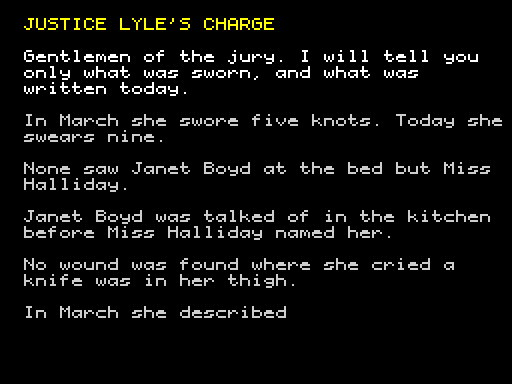 JUSTICE LYLE'S CHARGE
Gentlemen of the jury. I will tell you
only what was sworn, and what was
written today.
In March she swore five knots. Today she
swears nine.
None saw Janet Boyd at the bed but Miss
Halliday.
Janet Boyd was talked of in the kitchen
before Miss Halliday named her.
No wound was found where she cried a
knife was in her thigh.
In March she described